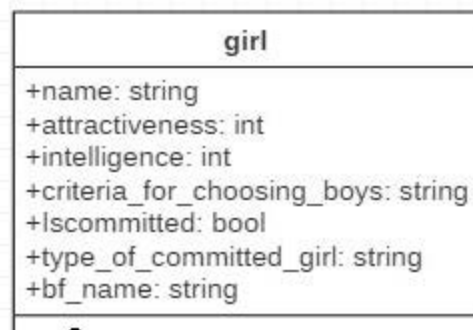 girl
+name: string
+attractiveness: int
+intelligence: int
+criteria_for_choosing_boys: string
+Iscommitted: bool
+type_of_committed_girl: string
+bf_name: string